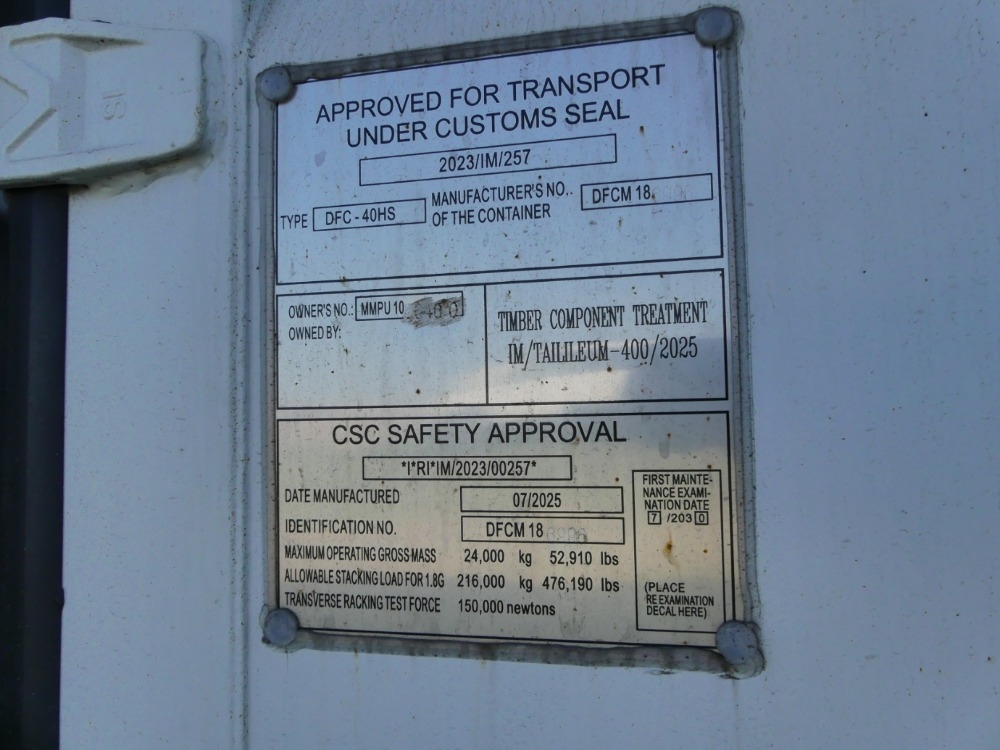 APPROVED FOR TRANSPORT
UNDER CUSTOMS SEAL
2023/IM/257
TYPE DFC - 40HS MANUFACTURER'S NO..
OF THE CONTAINER DFCM 18
OWNER'S NO.: MMPU 10
OWNED BY:
TIMBER COMPONENT TREATMENT
IM/TAILILEUM-400/2025
CSC SAFETY APPROVAL
*I*RI*IM/2023/00257*
DATE MANUFACTURED 07/2025
IDENTIFICATION NO. DFCM 18
MAXIMUM OPERATING GROSS MASS 24,000 kg 52,910 lbs
ALLOWABLE STACKING LOAD FOR 1.8G 216,000 kg 476,190 lbs
TRANSVERSE RACKING TEST FORCE 150,000 newtons
FIRST MAINTE-
NANCE EXAMI-
NATION DATE
7 /203 0
(PLACE
RE EXAMINATION
DECAL HERE)